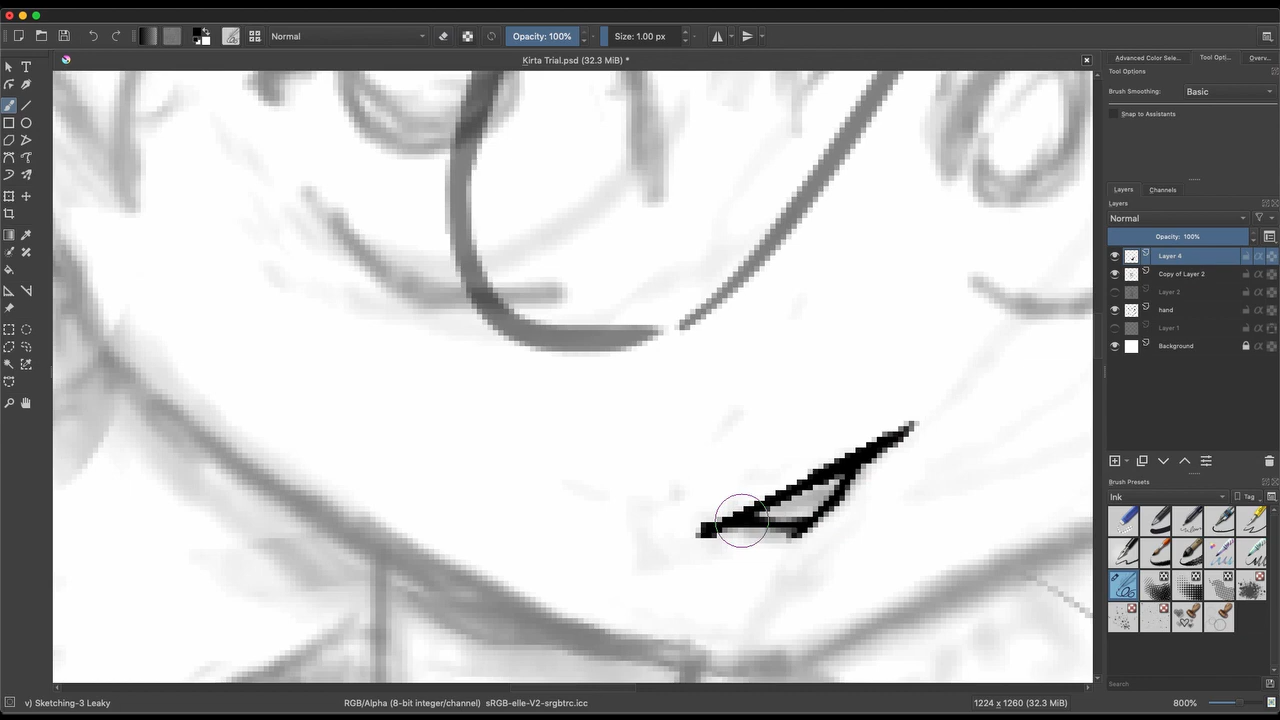 Normal
Opacity: 100%
Size: 1.00 px
Kirta Trial.psd (32.3 MiB) *
Advanced Color Sele...
Tool Opti...
Overv...
Tool Options
Brush Smoothing:
Basic
Snap to Assistants
Layers
Channels
Layers
Normal
Opacity: 100%
Layer 4
Copy of Layer 2
Layer 2
hand
Layer 1
Background
Brush Presets
Ink
Tag
Search
v) Sketching-3 Leaky
RGB/Alpha (8-bit integer/channel) sRGB-elle-V2-srgbtrc.icc
1224 x 1260 (32.3 MiB)
800%